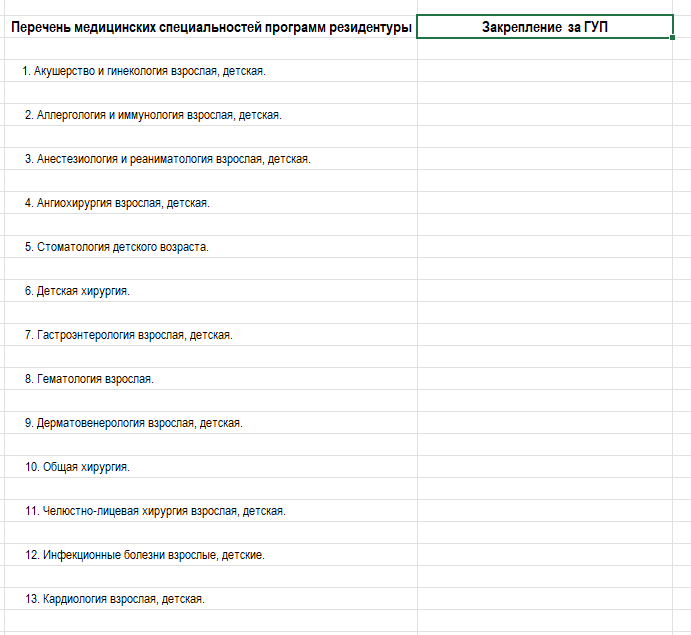 Перечень медицинских специальностей программ резидентуры Закрепление за ГУП
1. Акушерство и гинекология взрослая, детская.
2. Аллергология и иммунология взрослая, детская.
3. Анестезиология и реаниматология взрослая, детская.
4. Ангиохирургия взрослая, детская.
5. Стоматология детского возраста.
6. Детская хирургия.
7. Гастроэнтерология взрослая, детская.
8. Гематология взрослая.
9. Дерматовенерология взрослая, детская.
10. Общая хирургия.
11. Челюстно-лицевая хирургия взрослая, детская.
12. Инфекционные болезни взрослые, детские.
13. Кардиология взрослая, детская.